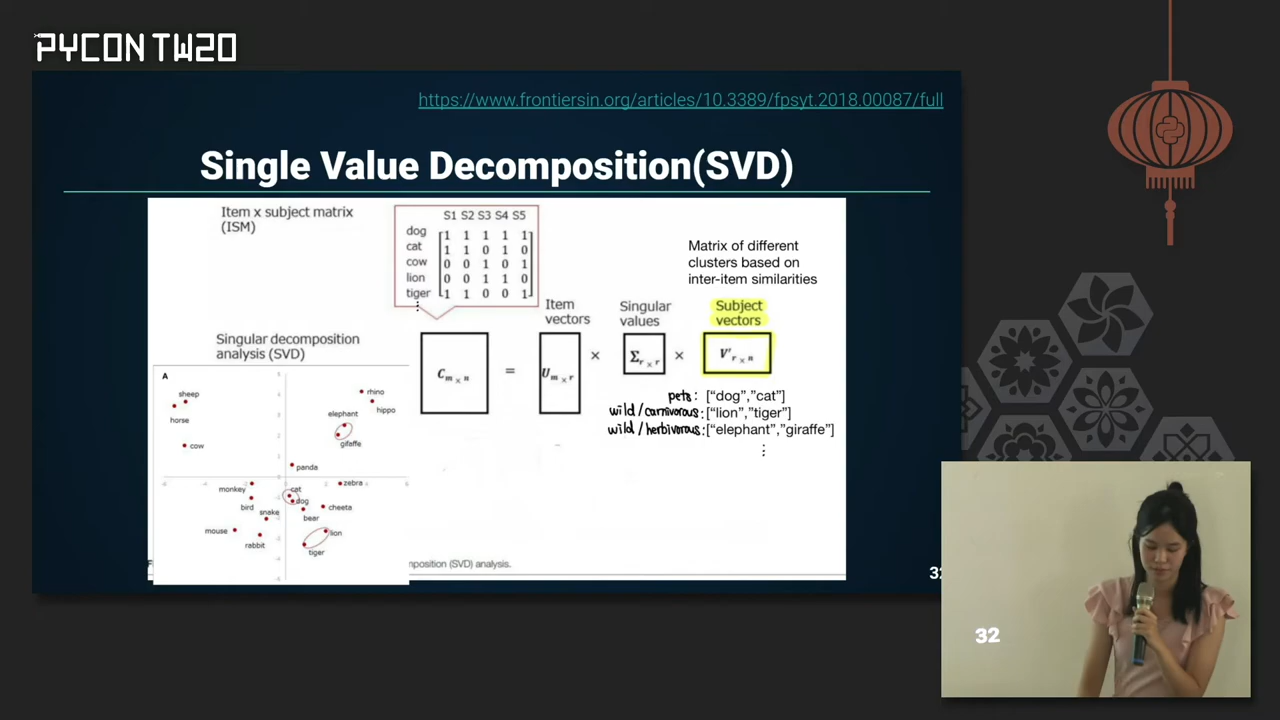 PYCON TW20
https://www.frontiersin.org/articles/10.3389/fpsyt.2018.00087/full
Single Value Decomposition(SVD)
Item x subject matrix
(ISM)
S1 S2 S3 S4 S5
dog 1 1 1 1 1
cat 1 1 0 1 0
cow 0 0 1 0 1
lion 0 0 1 1 0
tiger 1 1 0 0 1
⋮
Matrix of different
clusters based on
inter-item similarities
Item
vectors
Singular
values
Subject
vectors
C m × n = U m × r × Σ r × r × V' r × n
pets: ["dog","cat"]
wild/carnivorous: ["lion","tiger"]
wild/herbivorous: ["elephant","giraffe"]
⋮
Singular decomposition
analysis (SVD)
A
sheep
rhino
horse
elephant
hippo
cow
gifaffe
panda
monkey
cat
zebra
bird
dog
cheeta
snake
bear
mouse
lion
rabbit
tiger
position (SVD) analysis.
32
32